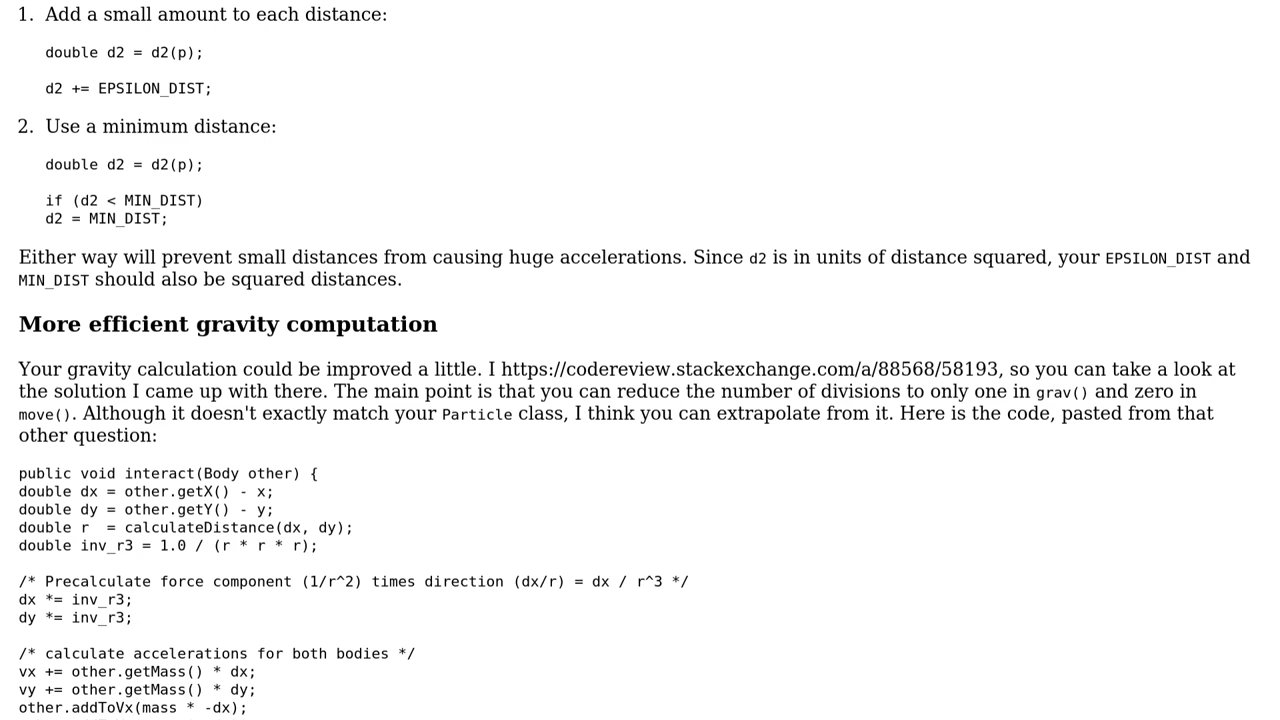 1. Add a small amount to each distance:
double d2 = d2(p);
d2 += EPSILON_DIST;
2. Use a minimum distance:
double d2 = d2(p);
if (d2 < MIN_DIST)
d2 = MIN_DIST;
Either way will prevent small distances from causing huge accelerations. Since d2 is in units of distance squared, your EPSILON_DIST and
MIN_DIST should also be squared distances.
More efficient gravity computation
Your gravity calculation could be improved a little. I https://codereview.stackexchange.com/a/88568/58193, so you can take a look at
the solution I came up with there. The main point is that you can reduce the number of divisions to only one in grav() and zero in
move(). Although it doesn't exactly match your Particle class, I think you can extrapolate from it. Here is the code, pasted from that
other question:
public void interact(Body other) {
double dx = other.getX() - x;
double dy = other.getY() - y;
double r  = calculateDistance(dx, dy);
double inv_r3 = 1.0 / (r * r * r);
/* Precalculate force component (1/r^2) times direction (dx/r) = dx / r^3 */
dx *= inv_r3;
dy *= inv_r3;
/* calculate accelerations for both bodies */
vx += other.getMass() * dx;
vy += other.getMass() * dy;
other.addToVx(mass * -dx);